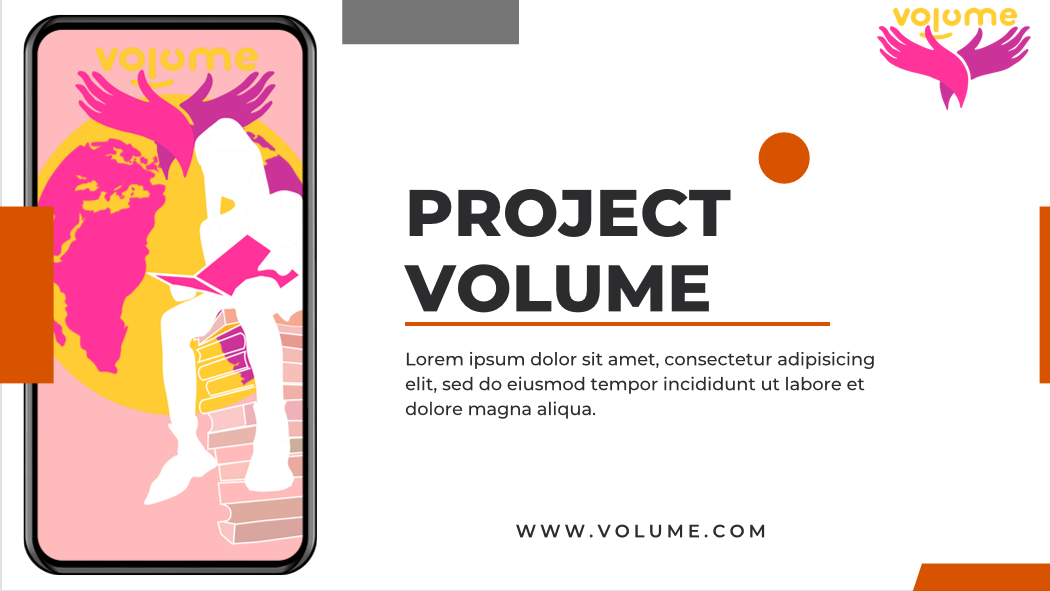 volume
volume
PROJECT
VOLUME
Lorem ipsum dolor sit amet, consectetur adipisicing
elit, sed do eiusmod tempor incididunt ut labore et
dolore magna aliqua.
WWW.VOLUME.COM